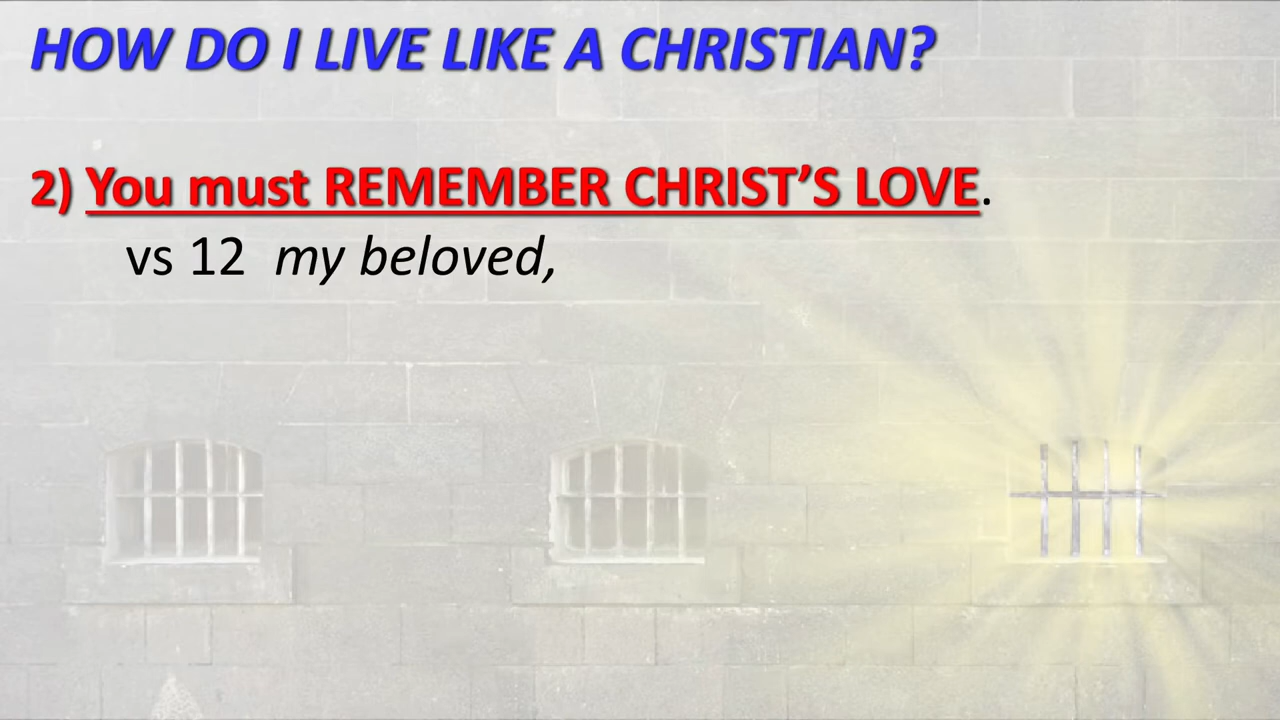 HOW DO I LIVE LIKE A CHRISTIAN?
2) You must REMEMBER CHRIST’S LOVE.
vs 12 my beloved,